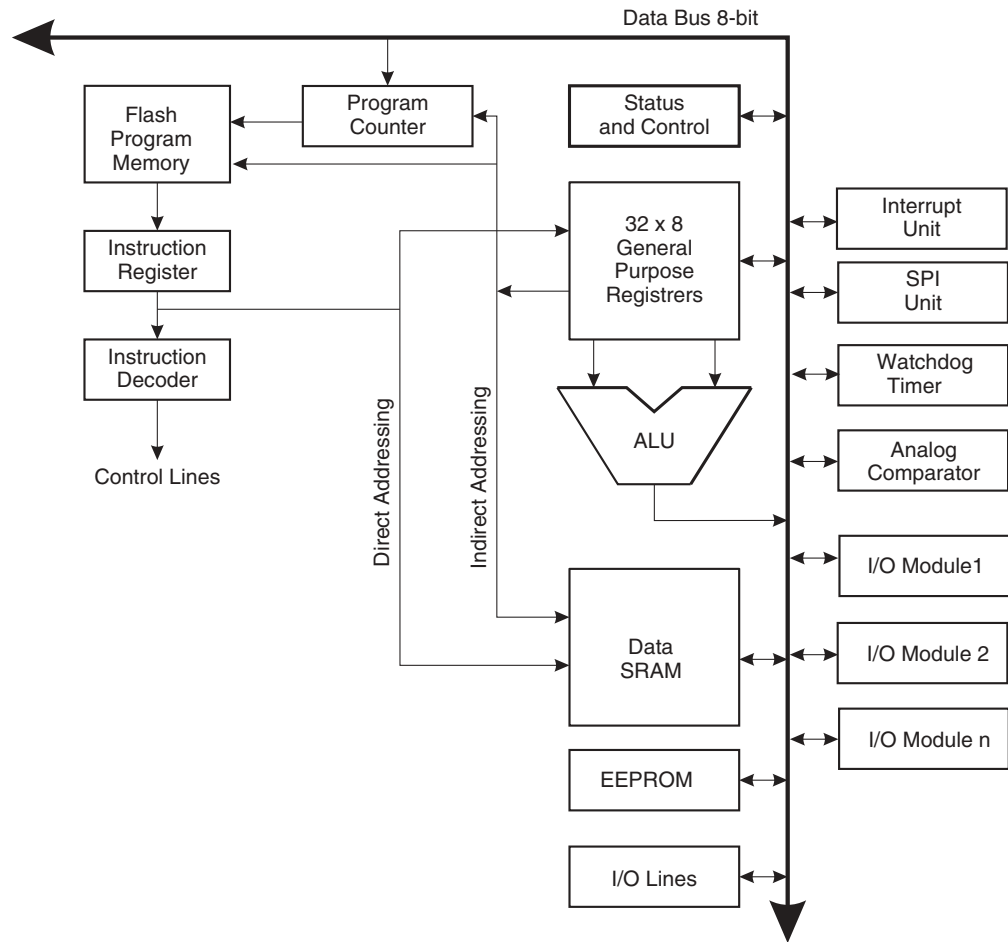 Data Bus 8-bit
Flash
Program
Memory
Program
Counter
Status
and Control
32 x 8
General
Purpose
Registrers
Interrupt
Unit
Instruction
Register
SPI
Unit
Instruction
Decoder
Watchdog
Timer
Control Lines
Direct Addressing
Indirect Addressing
ALU
Analog
Comparator
I/O Module1
Data
SRAM
I/O Module 2
I/O Module n
EEPROM
I/O Lines